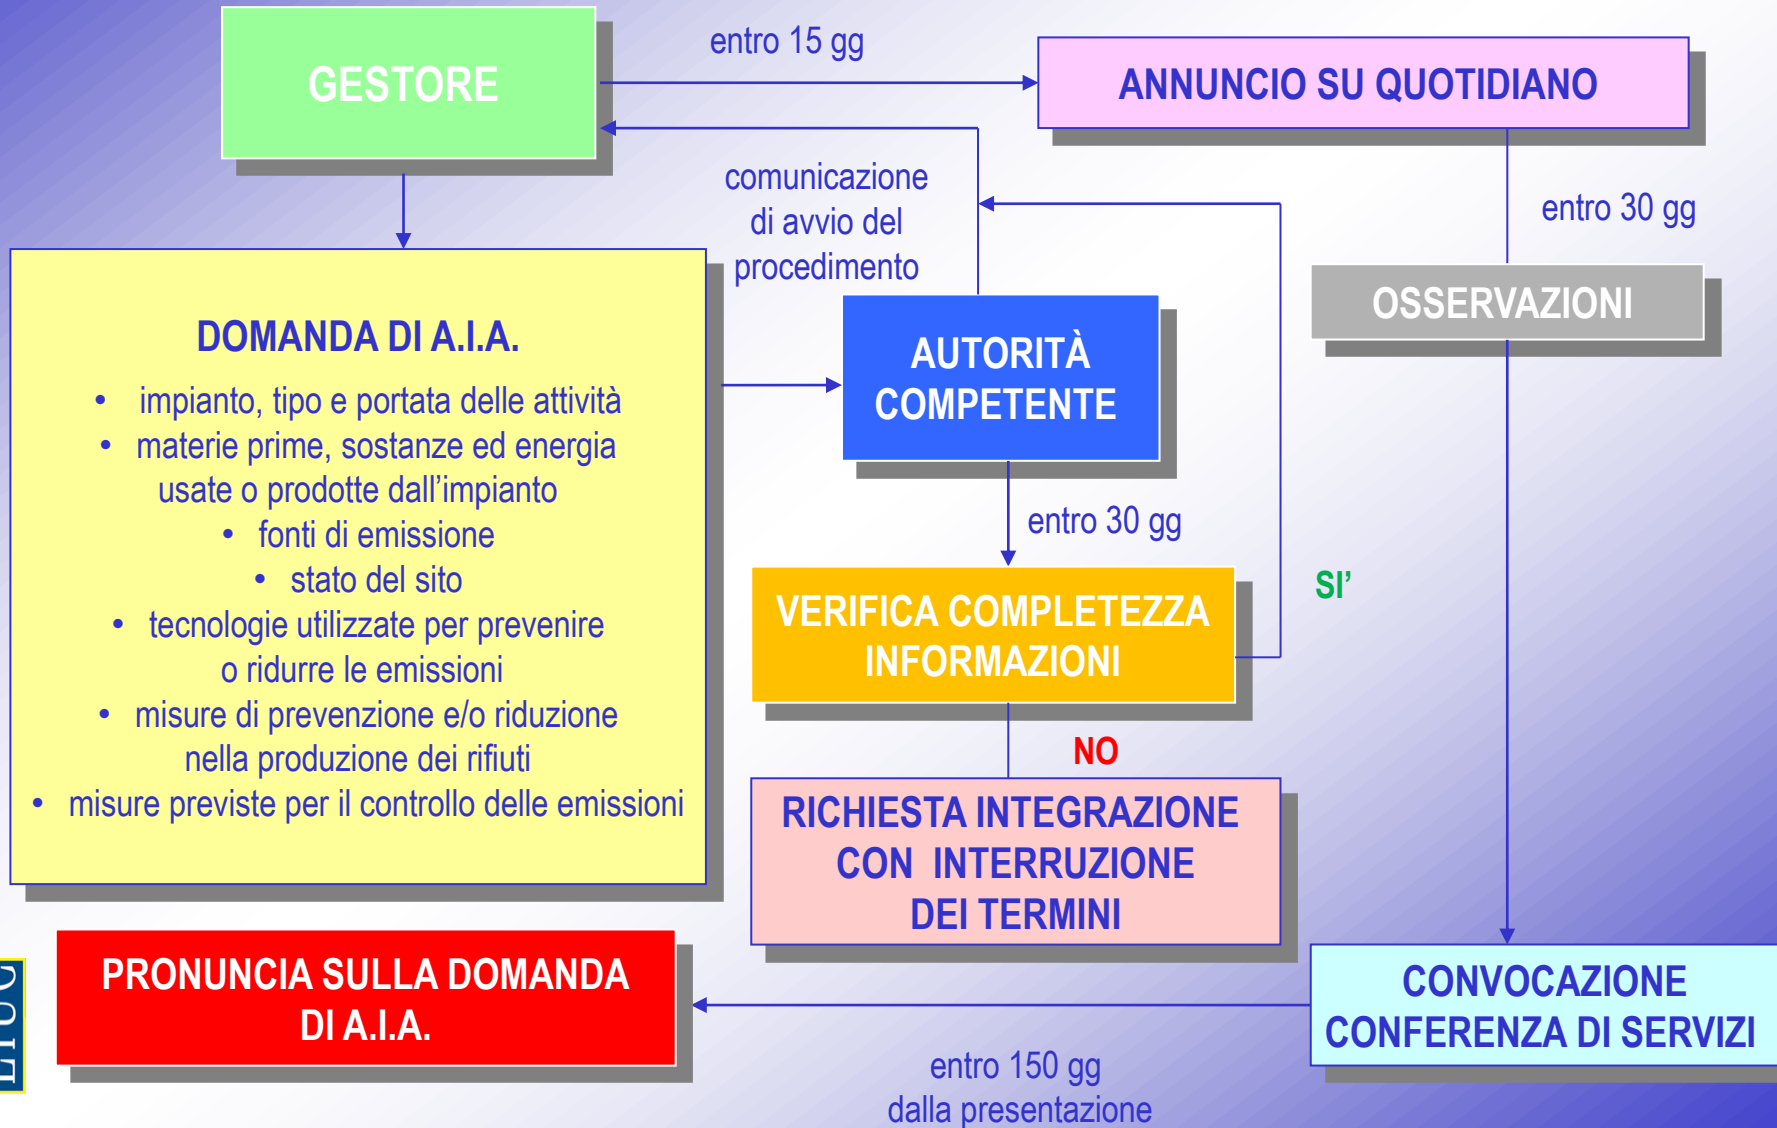 GESTORE
entro 15 gg
ANNUNCIO SU QUOTIDIANO
comunicazione
di avvio del
procedimento
entro 30 gg
OSSERVAZIONI
DOMANDA DI A.I.A.
• impianto, tipo e portata delle attività
• materie prime, sostanze ed energia
usate o prodotte dall’impianto
• fonti di emissione
• stato del sito
• tecnologie utilizzate per prevenire
o ridurre le emissioni
• misure di prevenzione e/o riduzione
nella produzione dei rifiuti
• misure previste per il controllo delle emissioni
AUTORITÀ
COMPETENTE
entro 30 gg
SI’
VERIFICA COMPLETEZZA
INFORMAZIONI
NO
RICHIESTA INTEGRAZIONE
CON INTERRUZIONE
DEI TERMINI
PRONUNCIA SULLA DOMANDA
DI A.I.A.
CONVOCAZIONE
CONFERENZA DI SERVIZI
entro 150 gg
dalla presentazione